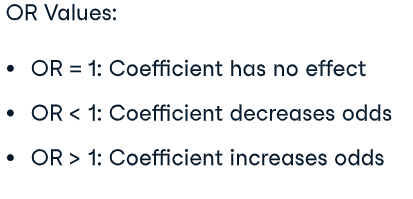 OR Values:
• OR = 1: Coefficient has no effect
• OR < 1: Coefficient decreases odds
• OR > 1: Coefficient increases odds